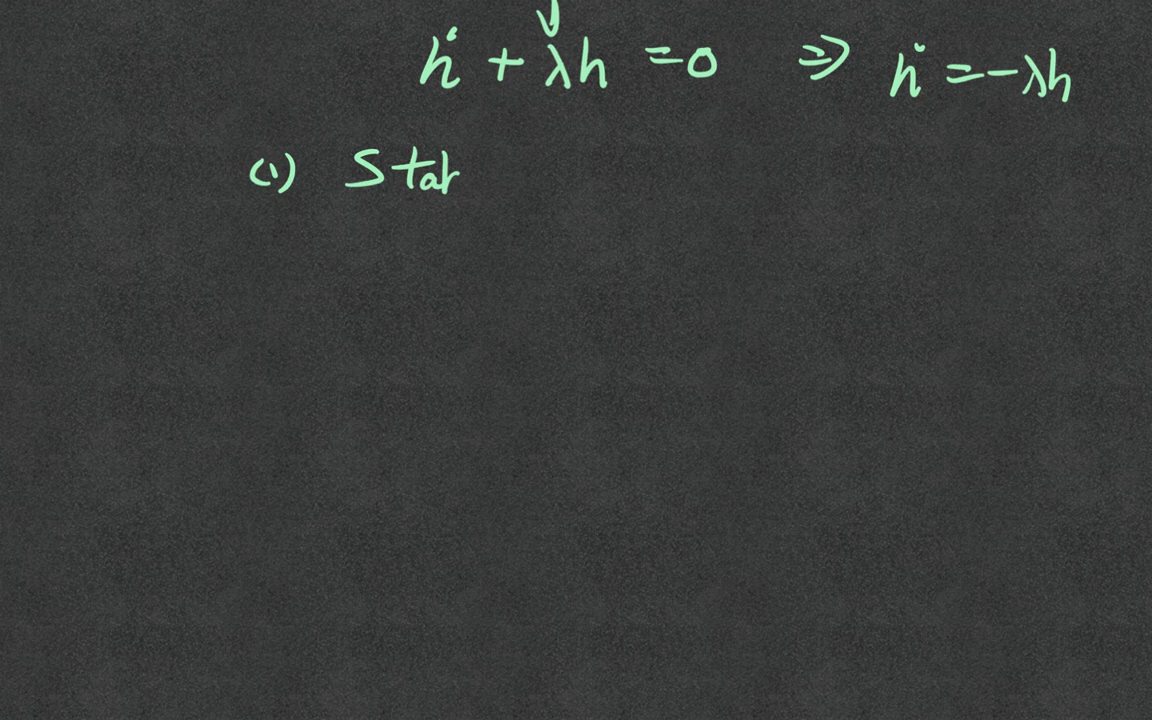 ḣ + λh = 0 ⇒ ḣ = -λh
(1) Star